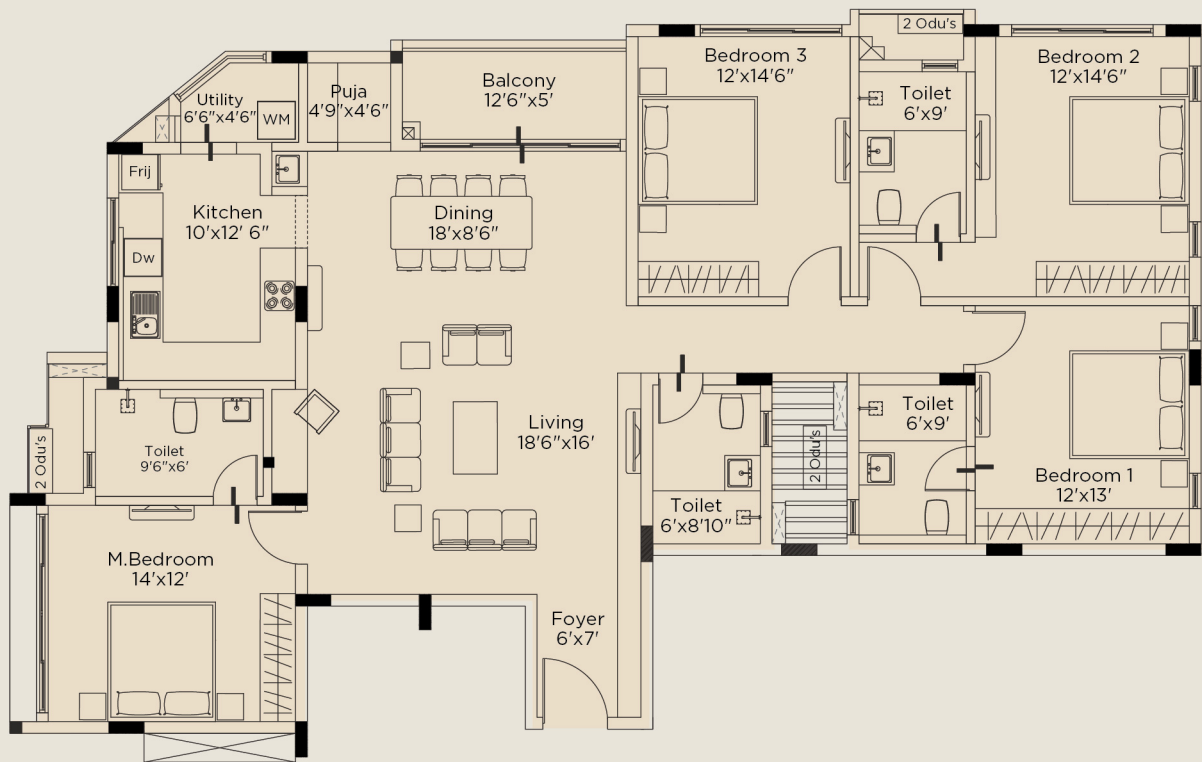 2 Odu's
Bedroom 3
12'x14'6"
Bedroom 2
12'x14'6"
Balcony
12'6"x5'
Puja
4'9"x4'6"
Utility
6'6"x4'6"
WM
Toilet
6'x9'
Frij
Kitchen
10'x12' 6"
Dining
18'x8'6"
Dw
Living
18'6"x16'
Toilet
6'x9'
Toilet
9'6"x6'
2 Odu's
2 Odu's
Bedroom 1
12'x13'
Toilet
6'x8'10"
M.Bedroom
14'x12'
Foyer
6'x7'